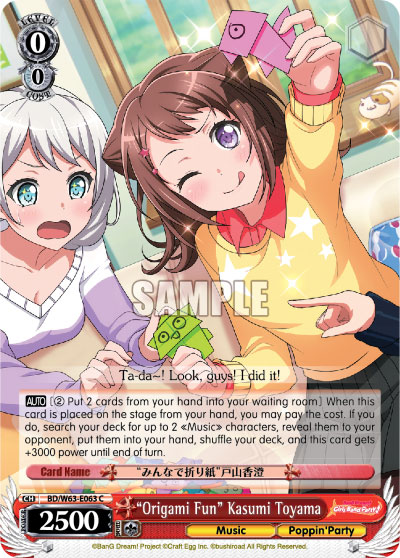 LEVEL
0
0
COST
SAMPLE
Ta-da~! Look, guys! I did it!
AUTO [② Put 2 cards from your hand into your waiting room] When this
card is placed on the stage from your hand, you may pay the cost. If you
do, search your deck for up to 2 «Music» characters, reveal them to your
opponent, put them into your hand, shuffle your deck, and this card gets
+3000 power until end of turn.
Card Name
“みんなで折り紙”戸山香澄
CH BD/W63-E063 C
“Origami Fun” Kasumi Toyama
Girls Band Party!
2500
Music
Poppin'Party
©BanG Dream! Project ©Craft Egg Inc. ©bushiroad All Rights Reserved.